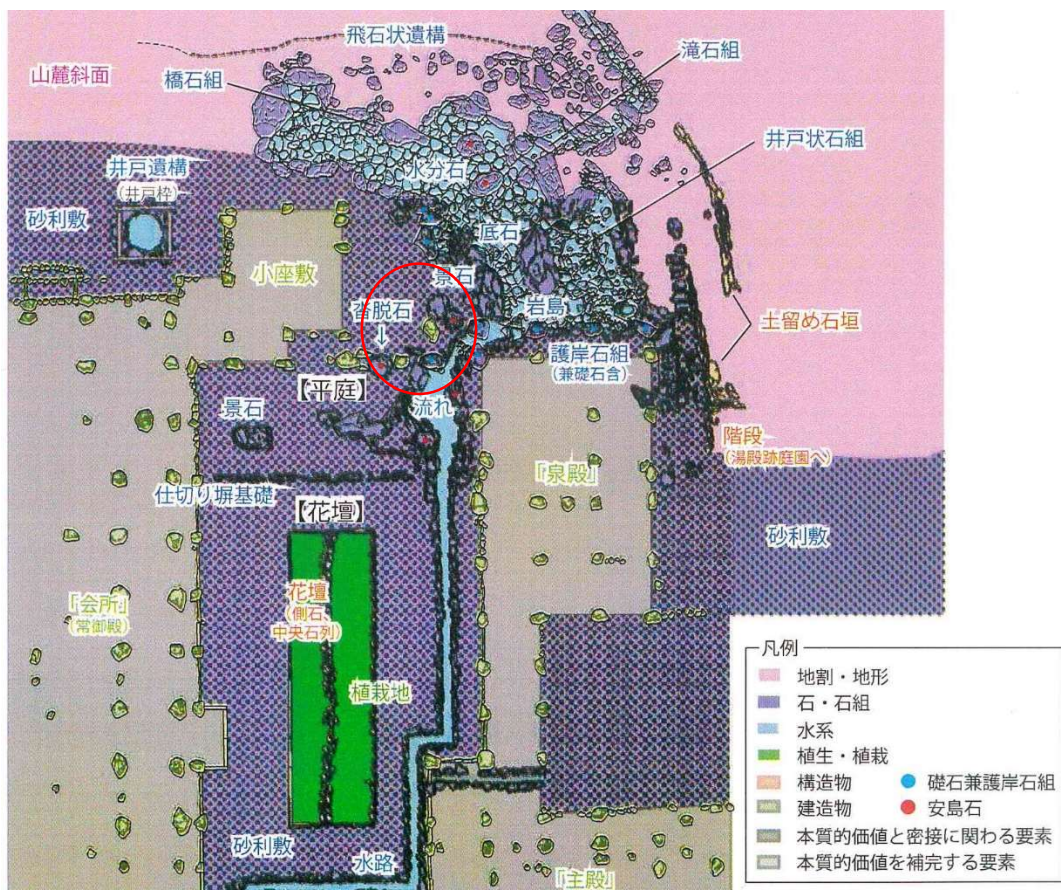 飛石状遺構
滝石組
山麓斜面
橋石組
井戸状石組
井戸遺構
(井戸枠)
水分石
砂利敷
底石
小座敷
景石
沓脱石
↓
岩島
土留め石垣
護岸石組
(兼礎石含)
【平庭】
流れ
景石
階段
(湯殿跡庭園へ)
『泉殿』
仕切り塀基礎
【花壇】
砂利敷
花壇
(側石、
中央石列)
『会所』
(常御殿)
植栽地
砂利敷
水路
『主殿』
凡例
地割・地形
石・石組
水系
植生・植栽
構造物
礎石兼護岸石組
建造物
安島石
本質的価値と密接に関わる要素
本質的価値を補完する要素